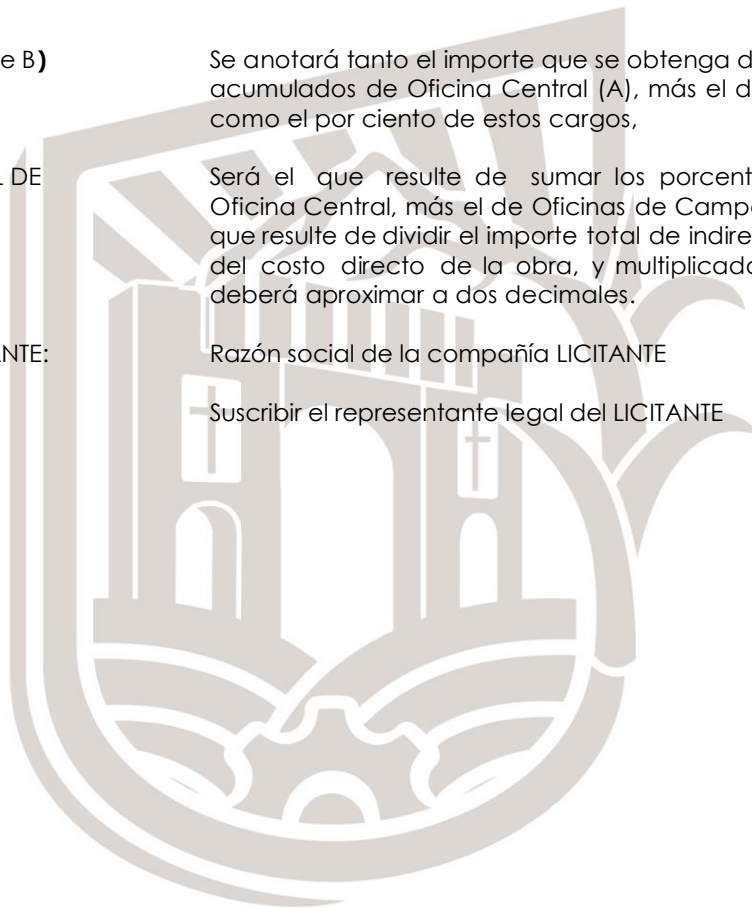 e B) Se anotará tanto el importe que se obtenga d
acumulados de Oficina Central (A), más el d
como el por ciento de estos cargos,
L DE Será el que resulte de sumar los porcent
Oficina Central, más el de Oficinas de Camp
que resulte de dividir el importe total de indire
del costo directo de la obra, y multiplicado
deberá aproximar a dos decimales.
ANTE: Razón social de la compañía LICITANTE
Suscribir el representante legal del LICITANTE